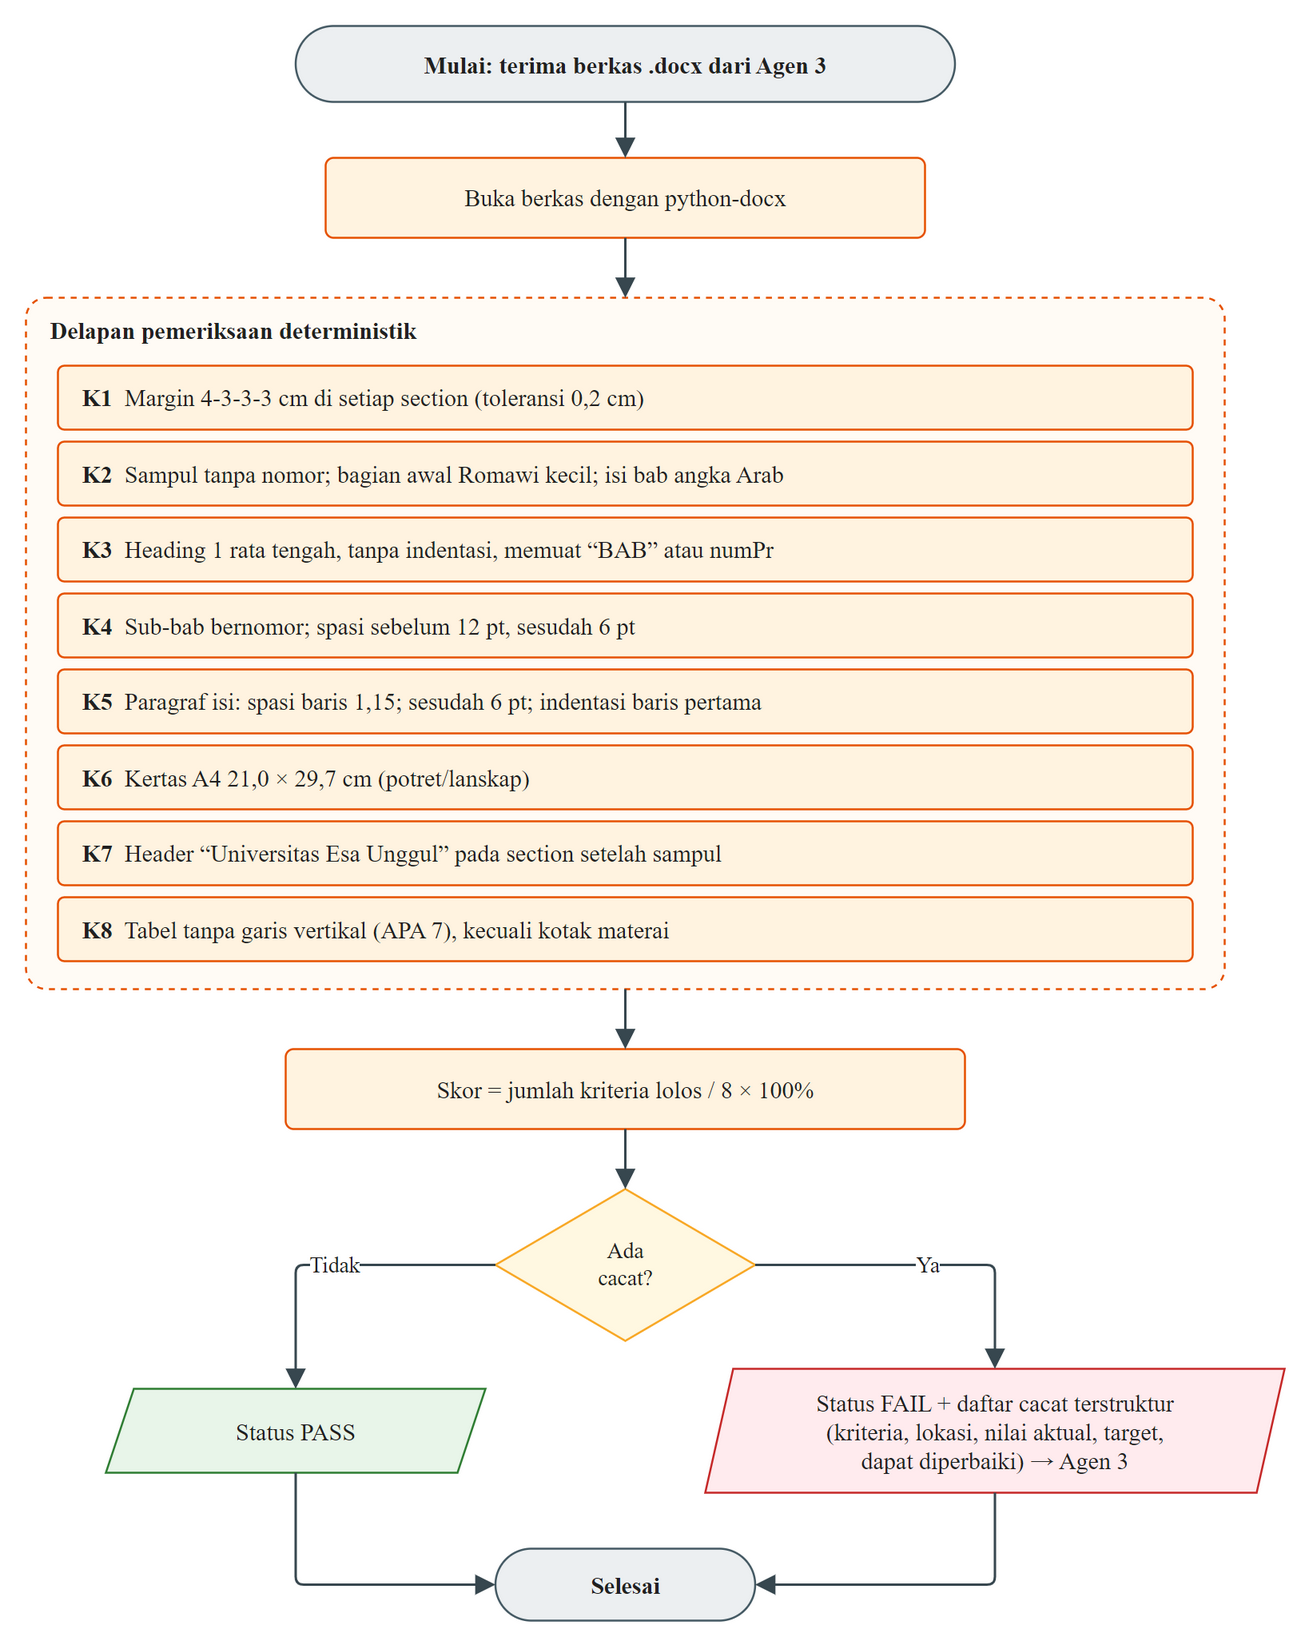 Mulai: terima berkas .docx dari Agen 3
Buka berkas dengan python-docx
Delapan pemeriksaan deterministik
K1 Margin 4-3-3-3 cm di setiap section (toleransi 0,2 cm)
K2 Sampul tanpa nomor; bagian awal Romawi kecil; isi bab angka Arab
K3 Heading 1 rata tengah, tanpa indentasi, memuat “BAB” atau numPr
K4 Sub-bab bernomor; spasi sebelum 12 pt, sesudah 6 pt
K5 Paragraf isi: spasi baris 1,15; sesudah 6 pt; indentasi baris pertama
K6 Kertas A4 21,0 × 29,7 cm (potret/lanskap)
K7 Header “Universitas Esa Unggul” pada section setelah sampul
K8 Tabel tanpa garis vertikal (APA 7), kecuali kotak materai
Skor = jumlah kriteria lolos / 8 × 100%
Ada
cacat?
Tidak
Ya
Status PASS
Status FAIL + daftar cacat terstruktur
(kriteria, lokasi, nilai aktual, target,
dapat diperbaiki) → Agen 3
Selesai